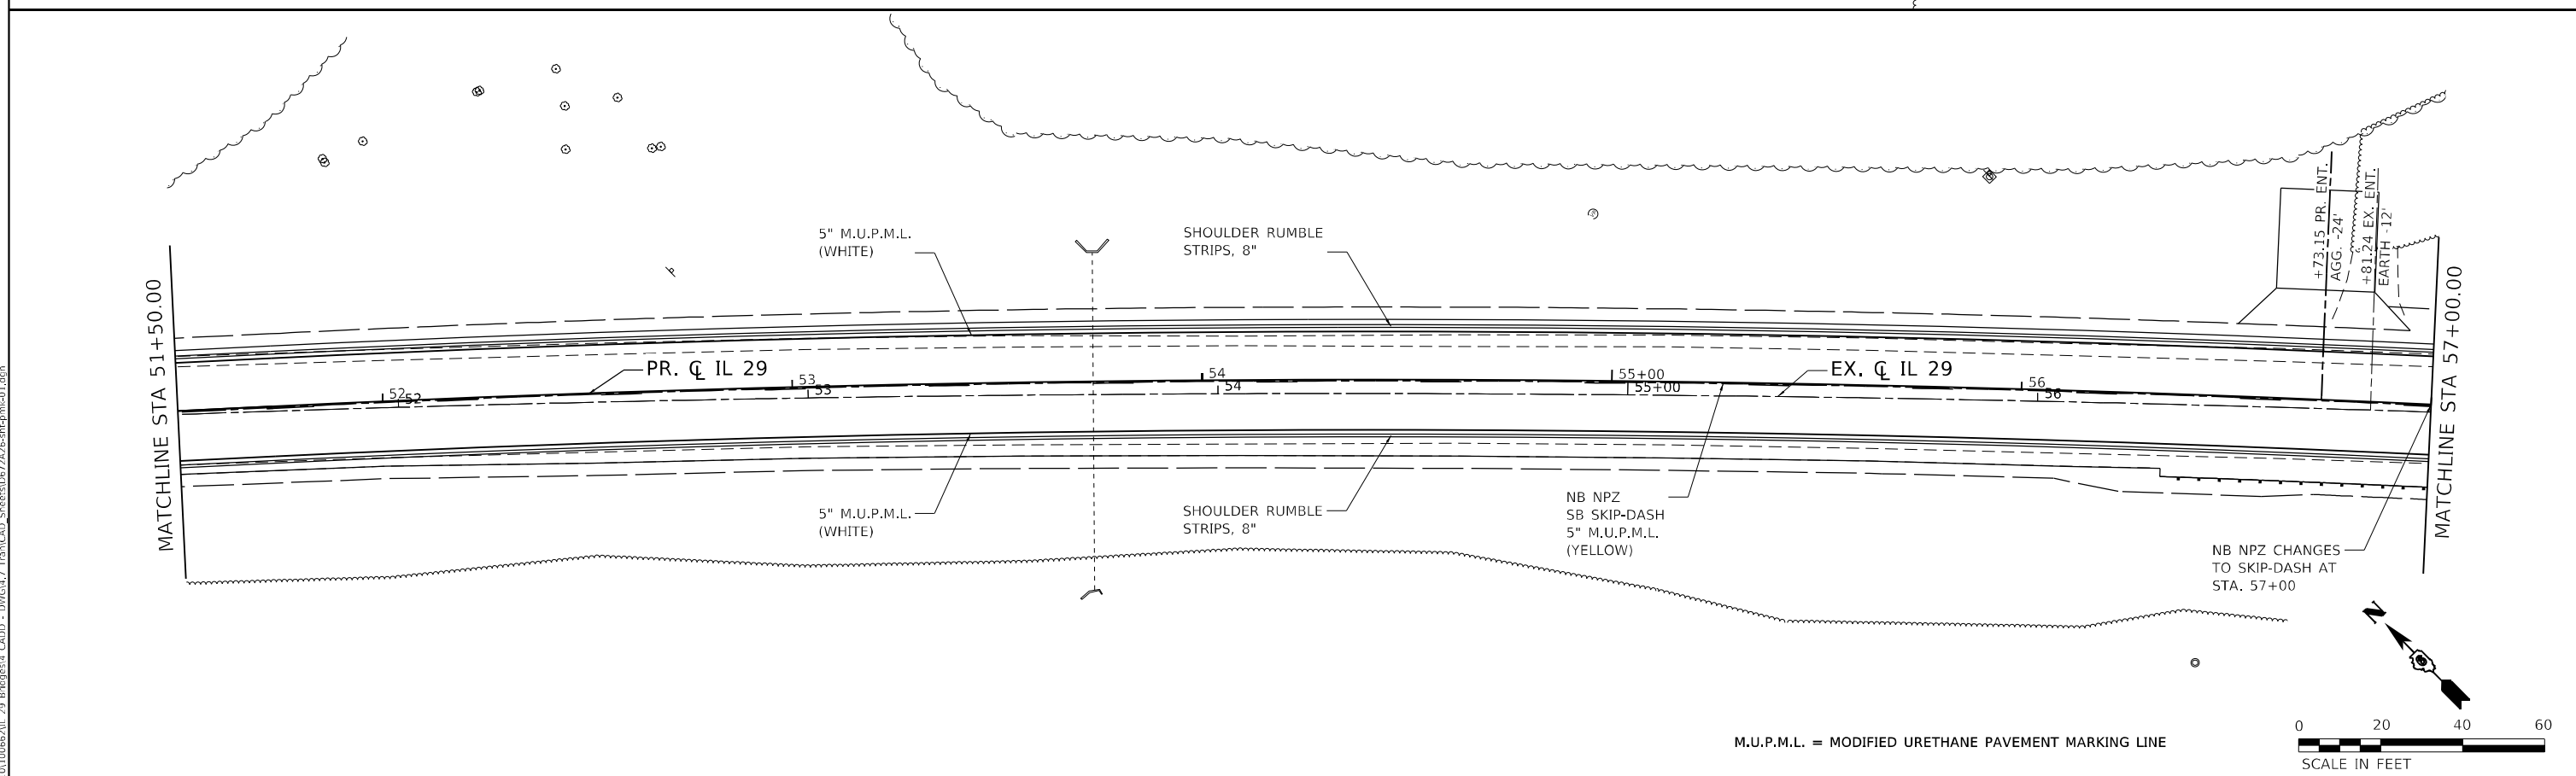 5" M.U.P.M.L.
(WHITE)
SHOULDER RUMBLE
STRIPS, 8"
+73.15 PR. ENT.
AGG. -24'
+81.24 EX. ENT.
EARTH -12'
MATCHLINE STA 51+50.00
MATCHLINE STA 57+00.00
PR. ℄ IL 29
EX. ℄ IL 29
52
52
53
53
54
54
55+00
55+00
56
56
5" M.U.P.M.L.
(WHITE)
SHOULDER RUMBLE
STRIPS, 8"
NB NPZ
SB SKIP-DASH
5" M.U.P.M.L.
(YELLOW)
NB NPZ CHANGES
TO SKIP-DASH AT
STA. 57+00
N
M.U.P.M.L. = MODIFIED URETHANE PAVEMENT MARKING LINE
0 20 40 60
SCALE IN FEET